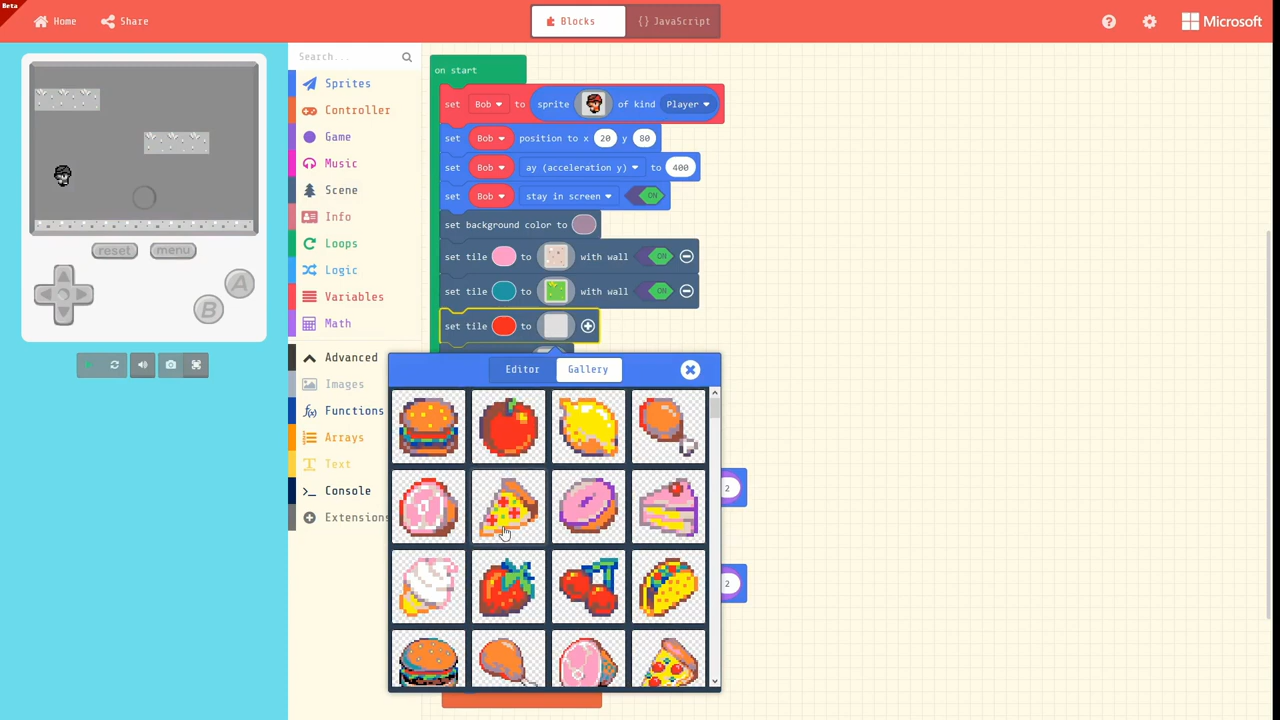 Beta
Home
Share
Blocks
{} JavaScript
Microsoft
Search...
on start
Sprites
set Bob to sprite of kind Player
Controller
Game
set Bob position to x 20 y 80
Music
set Bob ay (acceleration y) to 400
Scene
set Bob stay in screen ON
Info
set background color to
Loops
set tile to with wall ON
Logic
set tile to with wall ON
Variables
Math
set tile to
reset
menu
A
B
Advanced
Editor
Gallery
Images
Functions
Arrays
Text
Console
2
Extensions
2